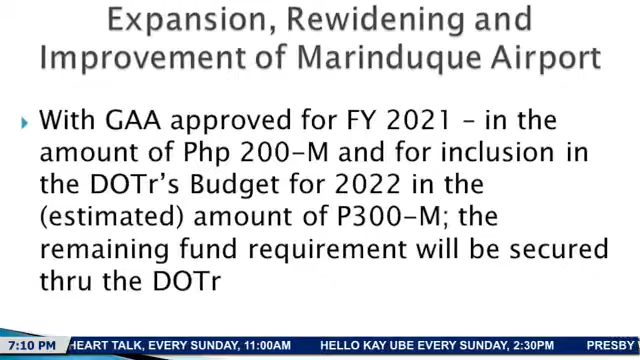 Expansion, Rewidening and
Improvement of Marinduque Airport
With GAA approved for FY 2021 – in the
amount of Php 200-M and for inclusion in
the DOTr's Budget for 2022 in the
(estimated) amount of P300-M; the
remaining fund requirement will be secured
thru the DOTr
7:10 PM HEART TALK, EVERY SUNDAY, 11:00AM HELLO KAY UBE EVERY SUNDAY, 2:30PM PRESBY